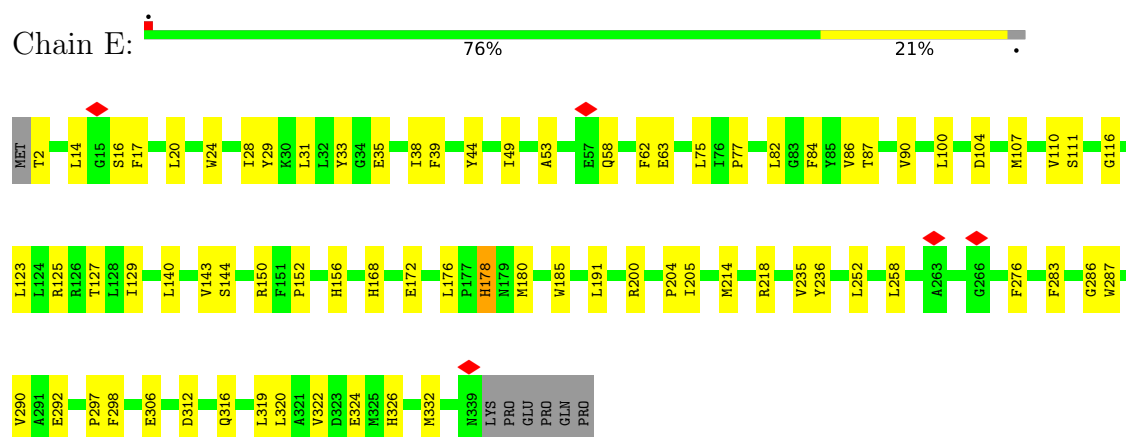 Chain E:
76%
21%
MET T2 L14 G15 S16 F17 L20 W24 I28 Y29 K30 L31 L32 Y33 G34 E35 I38 F39 Y44 I49 A53 E57 Q58 F62 E63 L75 I76 P77 L82 G83 F84 Y85 V86 T87 V90 L100 D104 M107 V110 S111 G116
L123 L124 R125 R126 T127 L128 I129 L140 V143 S144 R150 F151 P152 H156 H168 E172 L176 P177 H178 N179 M180 W185 L191 R200 P204 I205 M214 R218 V235 Y236 L252 L258 A263 G266 F276 F283 G286 W287
V290 A291 E292 P297 F298 E306 D312 Q316 L319 L320 A321 V322 D323 E324 M325 H326 M332 N339 LYS PRO GLU PRO GLN PRO